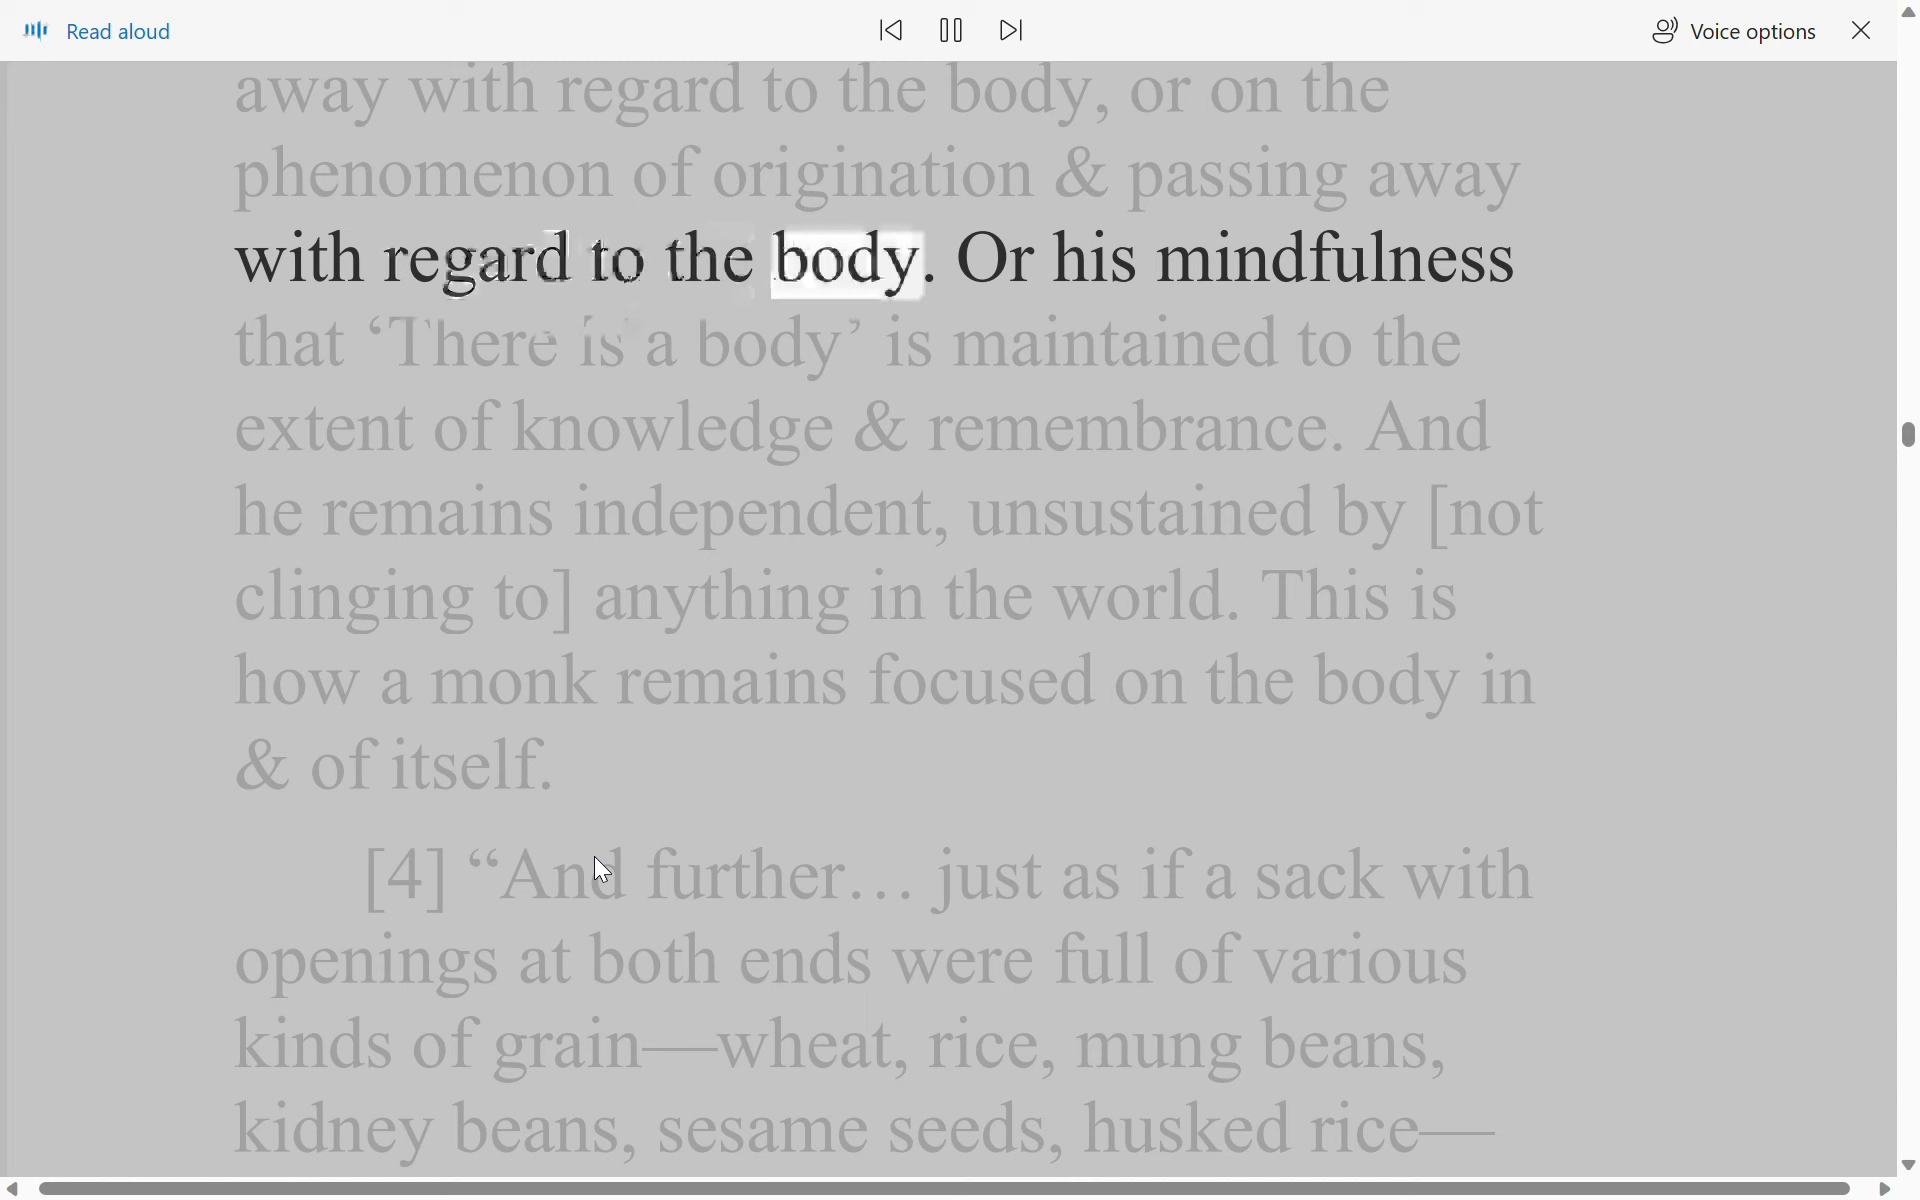 Read aloud
Voice options
away with regard to the body, or on the
phenomenon of origination & passing away
with regard to the body. Or his mindfulness
that ‘There is a body’ is maintained to the
extent of knowledge & remembrance. And
he remains independent, unsustained by [not
clinging to] anything in the world. This is
how a monk remains focused on the body in
& of itself.
[4] “And further… just as if a sack with
openings at both ends were full of various
kinds of grain—wheat, rice, mung beans,
kidney beans, sesame seeds, husked rice—